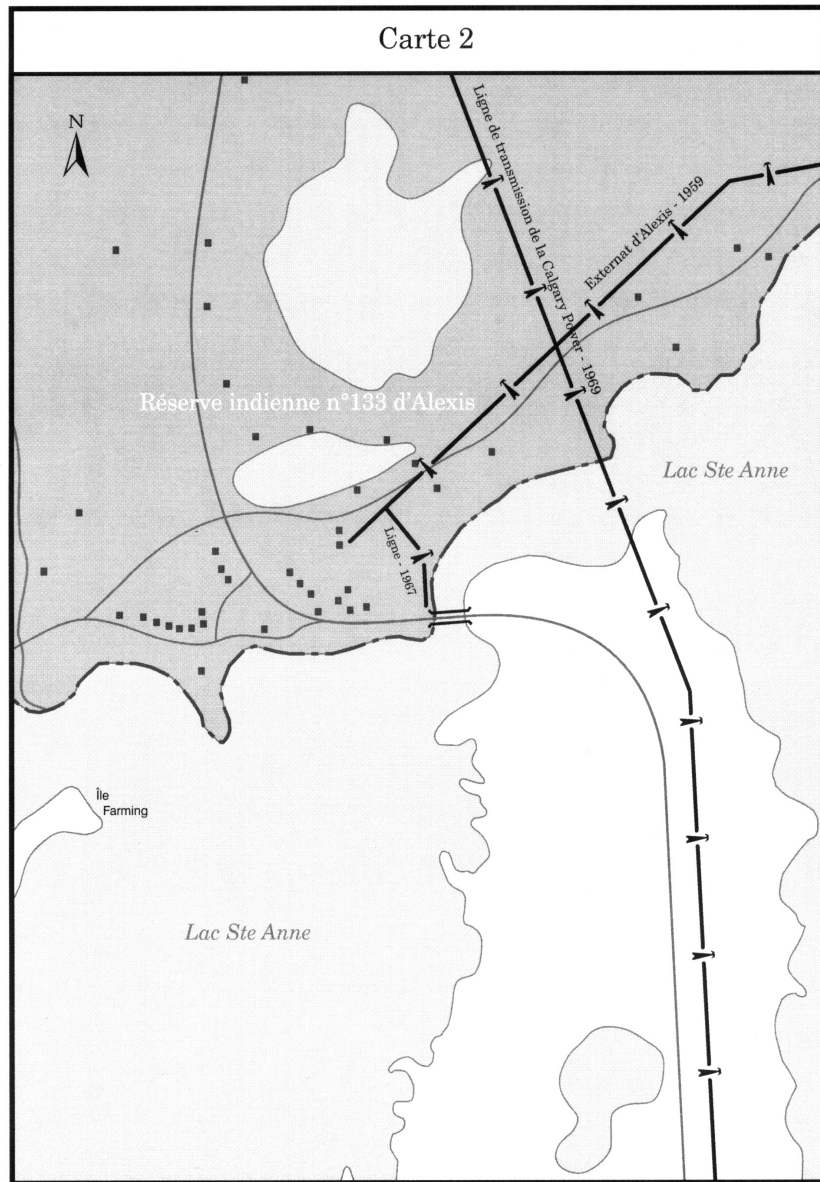 Carte 2
N
Ligne de transmission de la Calgary Power - 1969
Externat d'Alexis - 1959
Réserve indienne n°133 d'Alexis
Lac Ste Anne
Ligne - 1967
Île
Farming
Lac Ste Anne